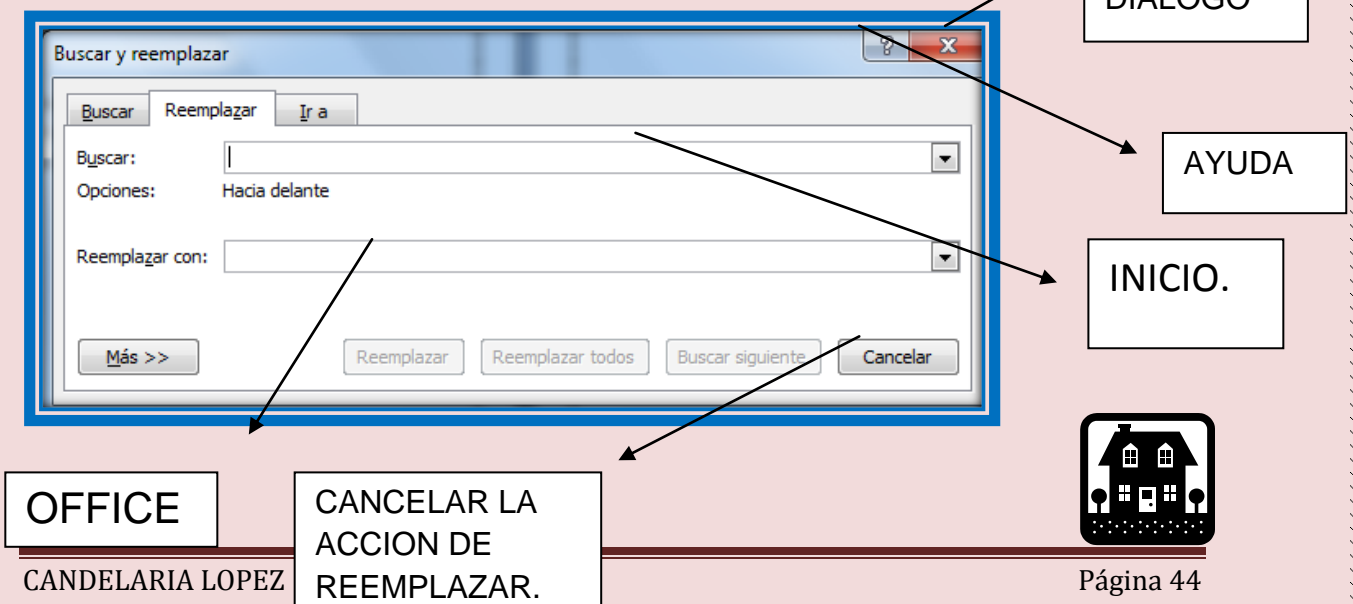 DIALOGO
Buscar y reemplazar
Buscar Reemplazar Ir a
Buscar:
Opciones: Hacia delante
Reemplazar con:
Más >> Reemplazar Reemplazar todos Buscar siguiente Cancelar
AYUDA
INICIO.
OFFICE
CANCELAR LA
ACCION DE
REEMPLAZAR.
CANDELARIA LOPEZ
Página 44